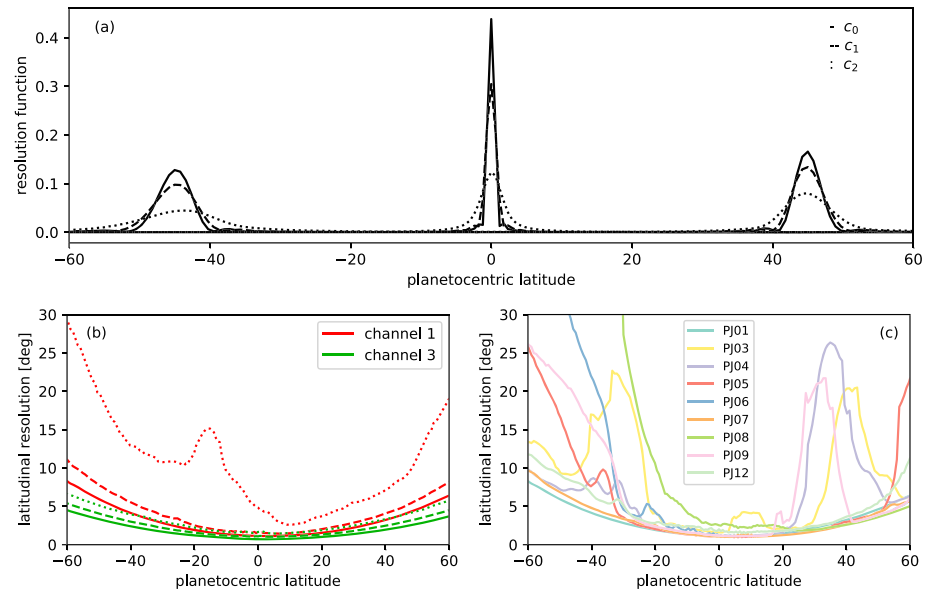 (a)
c0
c1
c2
resolution function
0.4
0.3
0.2
0.1
0.0
−60 −40 −20 0 20 40 60
planetocentric latitude
(b)
channel 1
channel 3
latitudinal resolution [deg]
30
25
20
15
10
5
0
−60 −40 −20 0 20 40 60
planetocentric latitude
(c)
PJ01
PJ03
PJ04
PJ05
PJ06
PJ07
PJ08
PJ09
PJ12
latitudinal resolution [deg]
30
25
20
15
10
5
0
−60 −40 −20 0 20 40 60
planetocentric latitude